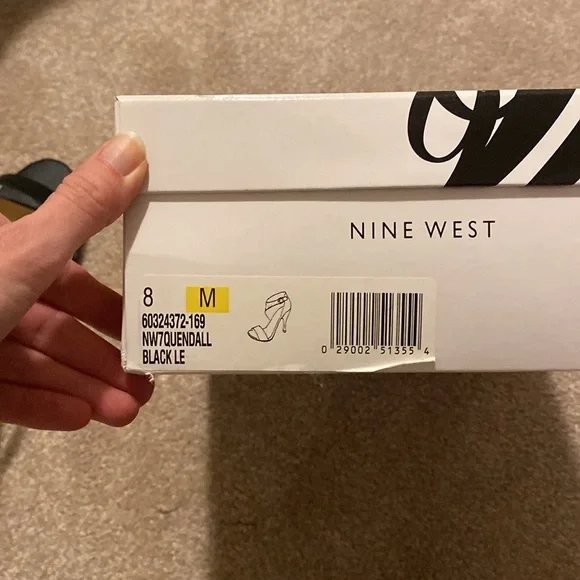 NINE WEST
8 M
60324372-169
NW7QUENDALL
BLACK LE
0 29002 51355 4